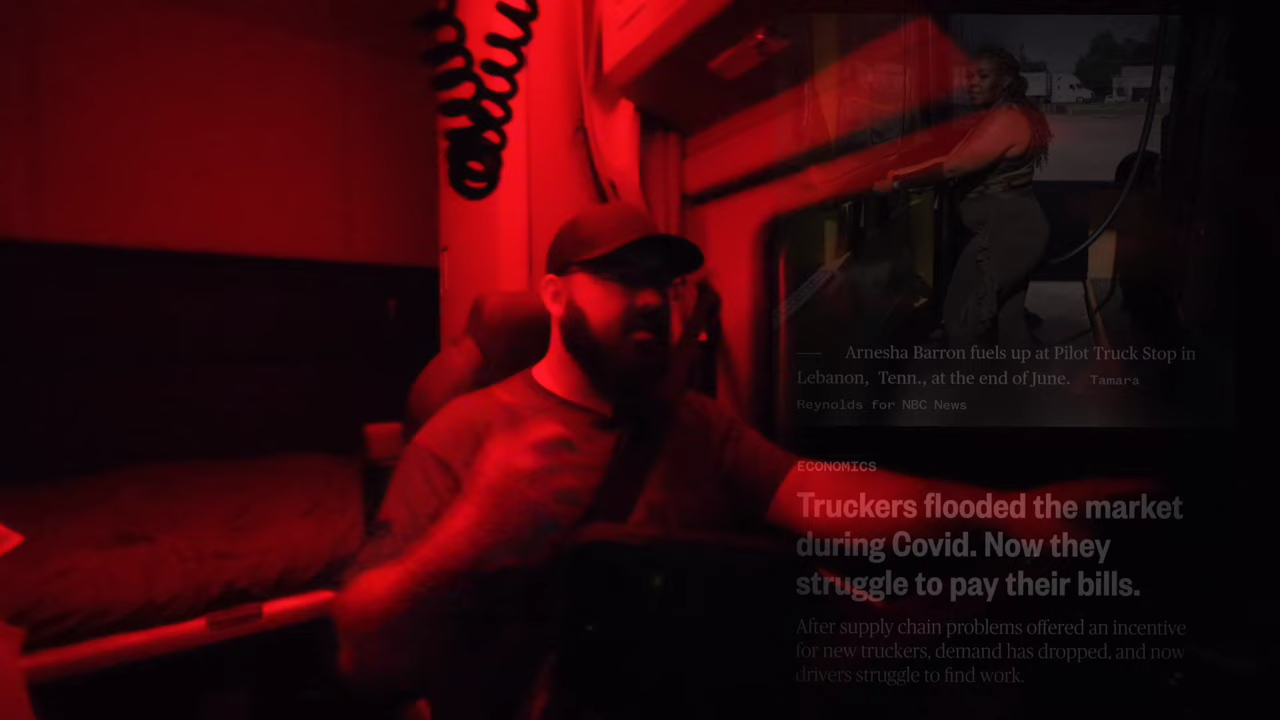 Arnesha Barron fuels up at Pilot Truck Stop in
Lebanon, Tenn., at the end of June. Tamara
Reynolds for NBC News
ECONOMICS
Truckers flooded the market
during Covid. Now they
struggle to pay their bills.
After supply chain problems offered an incentive
for new truckers, demand has dropped, and now
drivers struggle to find work.